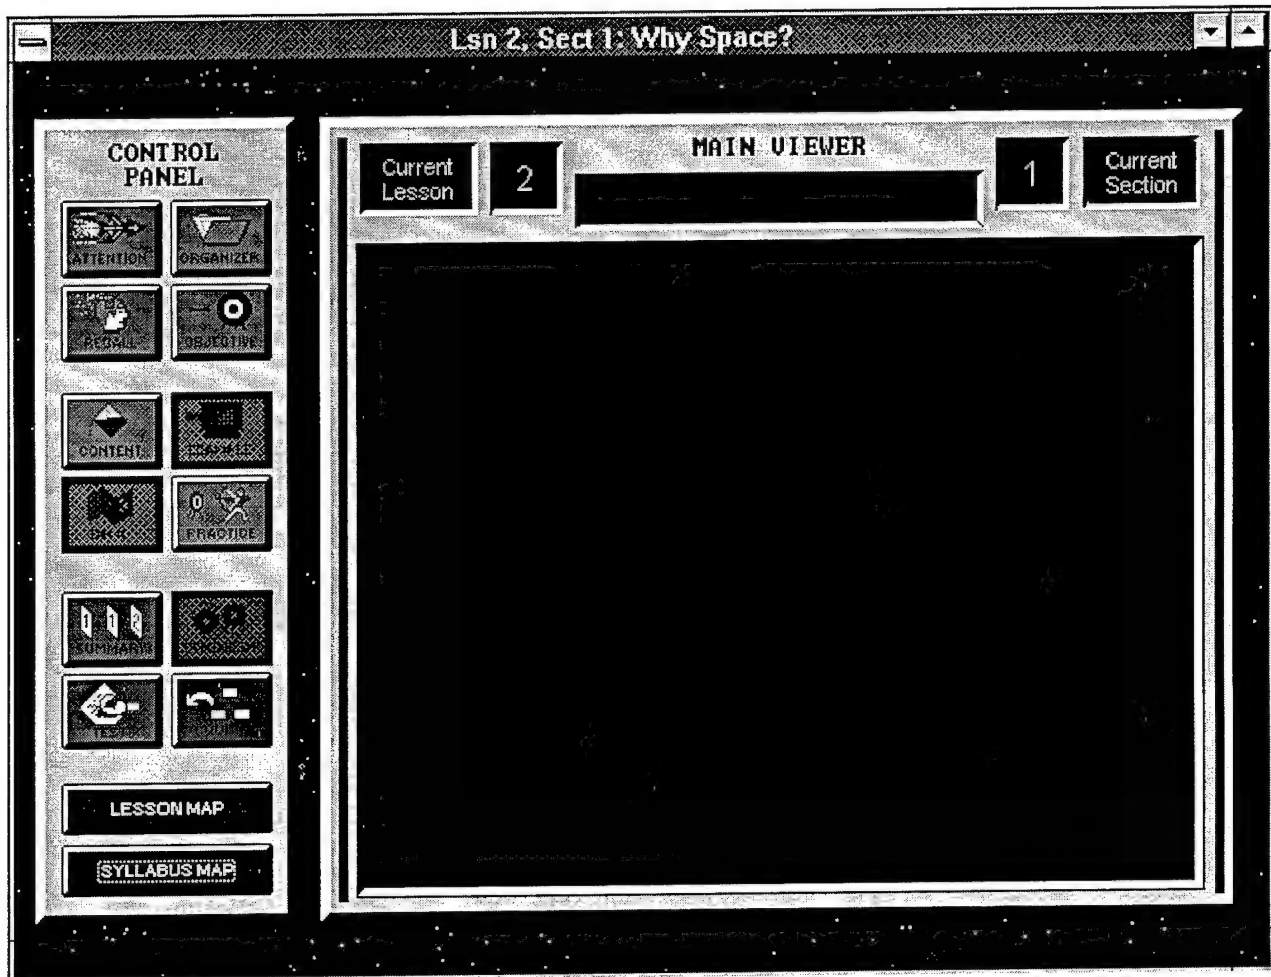 Lsn 2, Sect 1: Why Space?
CONTROL
PANEL
ATTENTION
ORGANIZER
RECALL
OBJECTIVE
CONTENT
PRACTICE
SUMMARY
TEST
LESSON MAP
SYLLABUS MAP
Current
Lesson
2
MAIN VIEWER
1
Current
Section